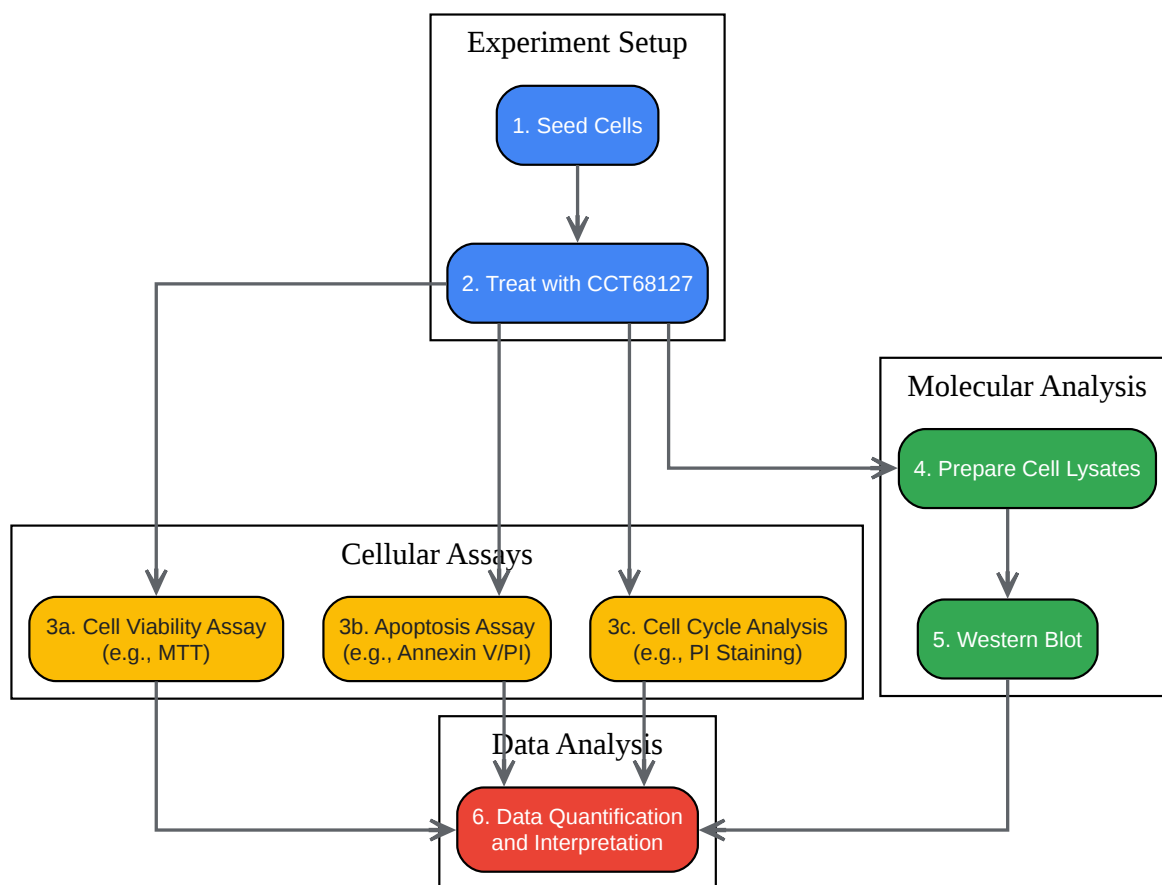 Experiment Setup
1. Seed Cells
2. Treat with CCT68127
Molecular Analysis
4. Prepare Cell Lysates
5. Western Blot
Cellular Assays
3a. Cell Viability Assay
(e.g., MTT)
3b. Apoptosis Assay
(e.g., Annexin V/PI)
3c. Cell Cycle Analysis
(e.g., PI Staining)
Data Analysis
6. Data Quantification
and Interpretation